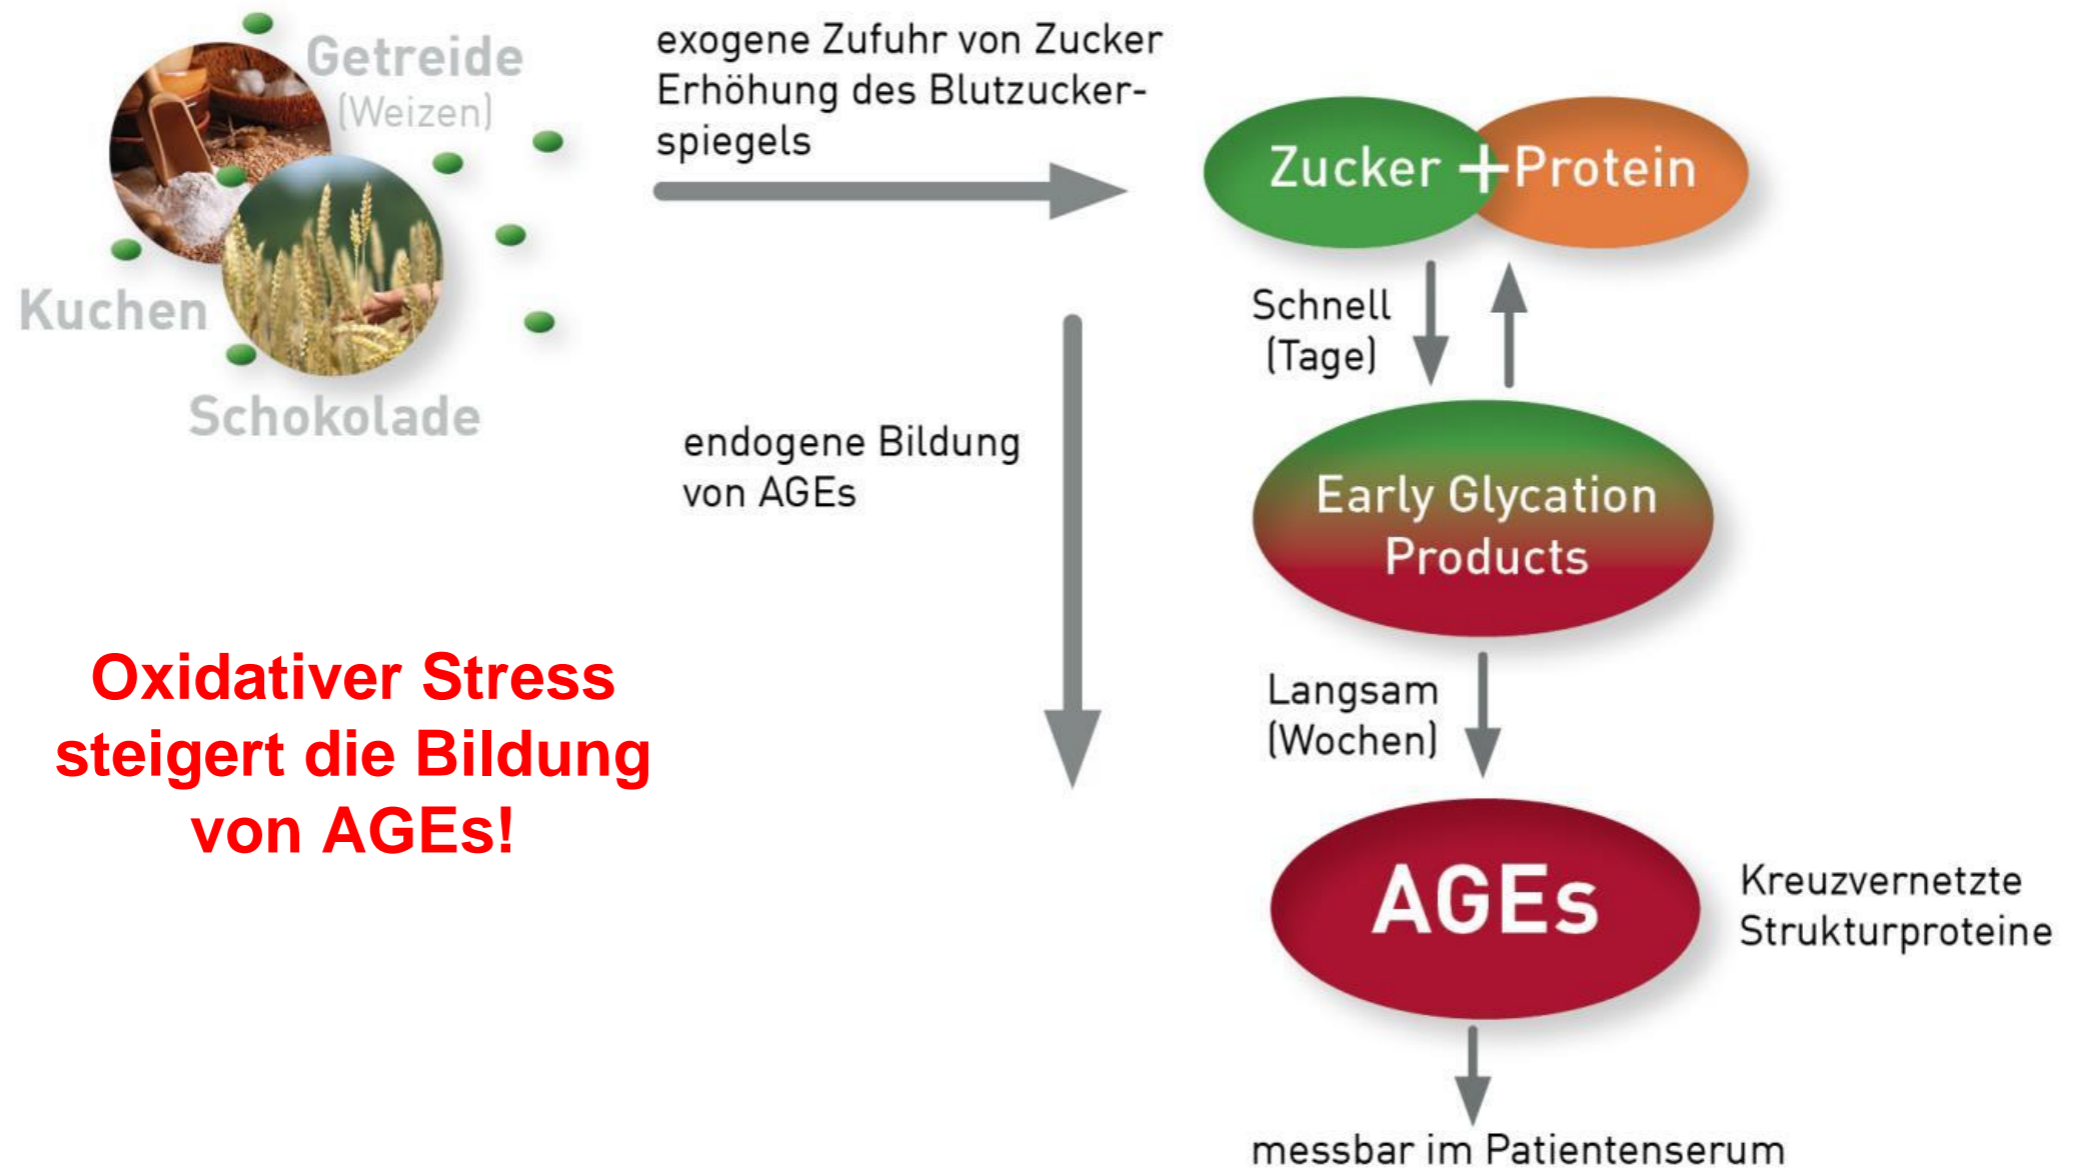 Getreide
(Weizen)
Kuchen
Schokolade
exogene Zufuhr von Zucker
Erhöhung des Blutzucker-
spiegels
Zucker + Protein
Schnell
(Tage)
endogene Bildung
von AGEs
Early Glycation
Products
Oxidativer Stress
steigert die Bildung
von AGEs!
Langsam
(Wochen)
AGEs
Kreuzvernetzte
Strukturproteine
messbar im Patientenserum